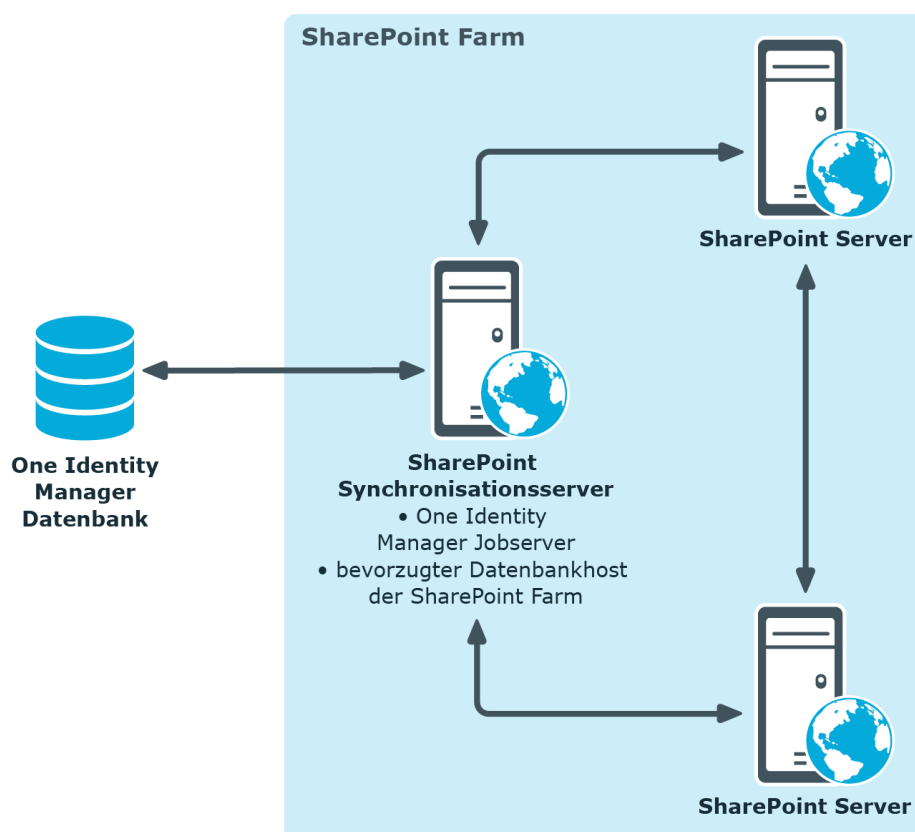 SharePoint Farm
SharePoint Server
One Identity
Manager
Datenbank
SharePoint
Synchronisationsserver
• One Identity
Manager Jobserver
• bevorzugter Datenbankhost
der SharePoint Farm
SharePoint Server